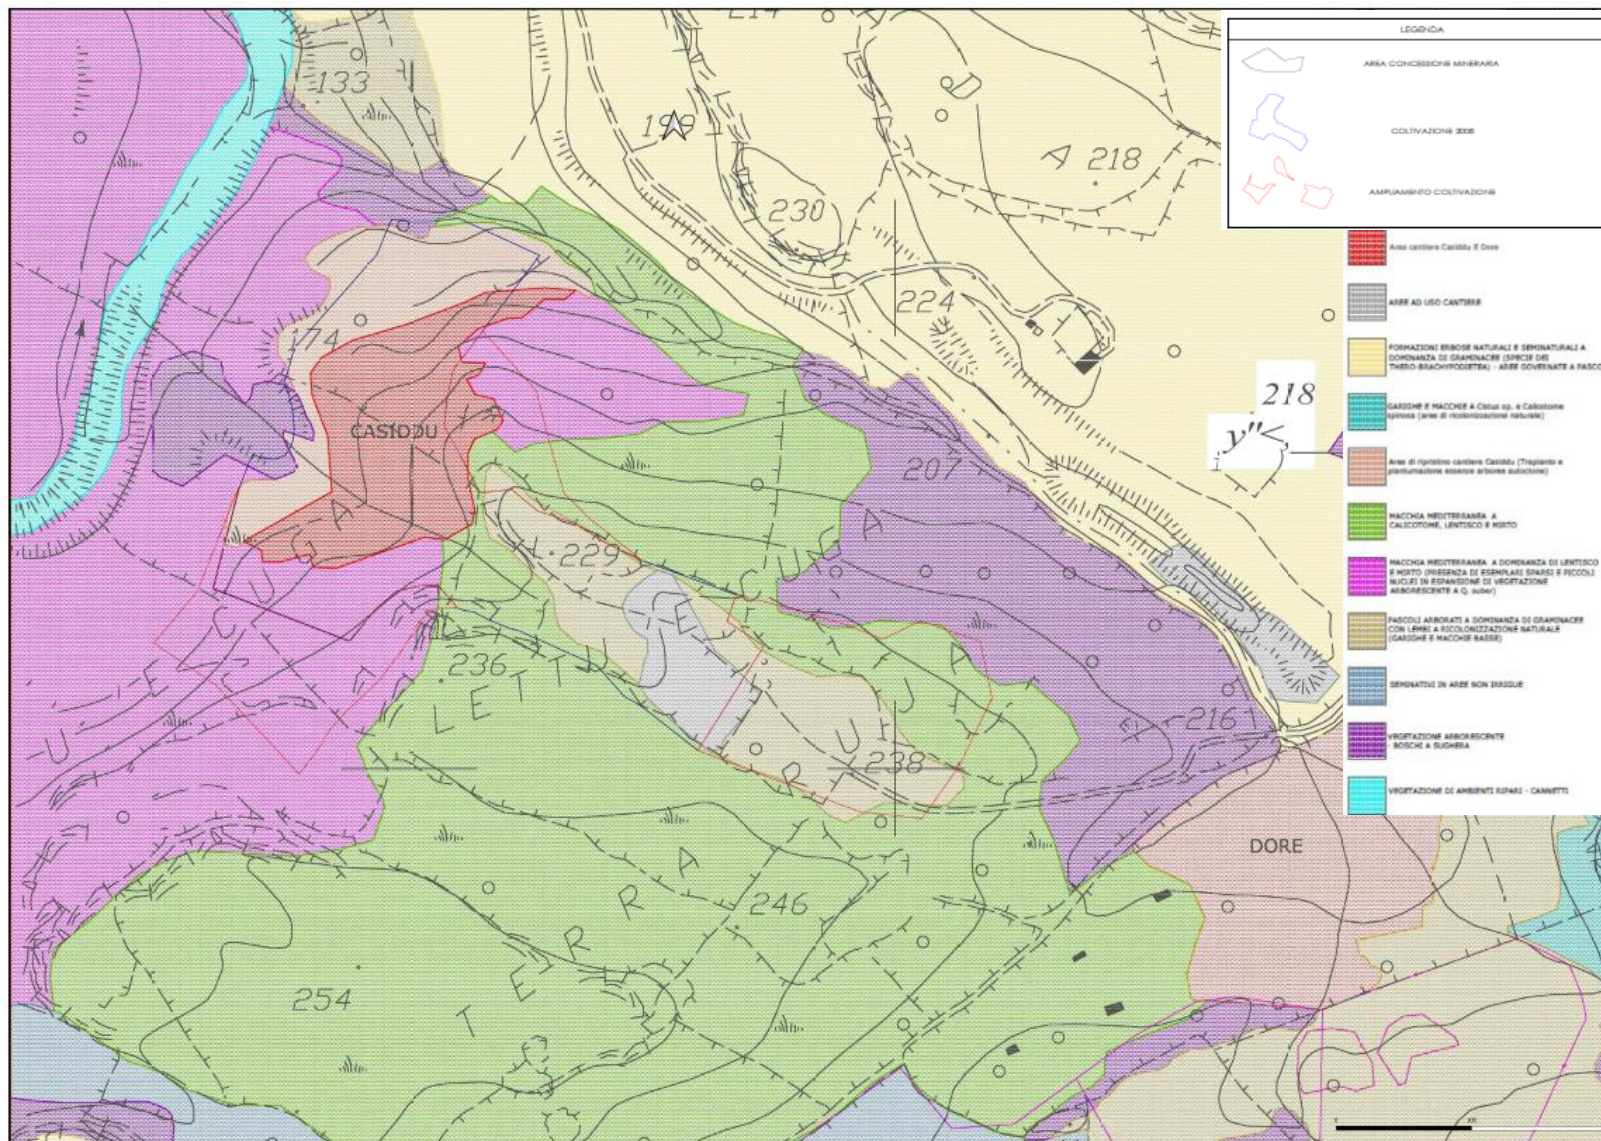 LEGENDA
AREA CONCESSIONE MINERARIA
COLTIVAZIONE 2008
AMPLIAMENTO COLTIVAZIONE
Area cantiere Casiddu E Dore
AREE AD USO CANTIERE
FORMAZIONI ERBOSE NATURALI E SEMINATURALI A
DOMINANZA DI GRAMINACEE (SPECIE DEI
THERO-BRACHYPODIETEA) - AREE GOVERNATE A PASCO
GARIGHE E MACCHIE A Cistus sp. e Calicotome
spinosa (aree di ricolonizzazione naturale)
Area di ripristino cantiere Casiddu (Trapianto e
piantumazione essenze arboree autoctone)
MACCHIA MEDITERRANEA A
CALICOTOME, LENTISCO E MIRTO
MACCHIA MEDITERRANEA A DOMINANZA DI LENTISCO
E MIRTO (PRESENZA DI ESEMPLARI SPARSI E PICCOLI
NUCLEI IN ESPANSIONE DI VEGETAZIONE
ARBORESCENTE A Q. suber)
PASCOLI ARBORATI A DOMINANZA DI GRAMINACEE
CON LEMBI A RICOLONIZZAZIONE NATURALE
(GARIGHE E MACCHIE BASSE)
SEMINATIVI IN AREE NON IRRIGUE
VEGETAZIONE ARBORESCENTE
- BOSCHI A SUGHERA
VEGETAZIONE DI AMBIENTI RIPARI - CANNETTI
214
133
199
A 218
230
224
174
218
y"<,
i
CASIDDU
207
229
236
LETTU
216
238
DORE
246
254
TERRA